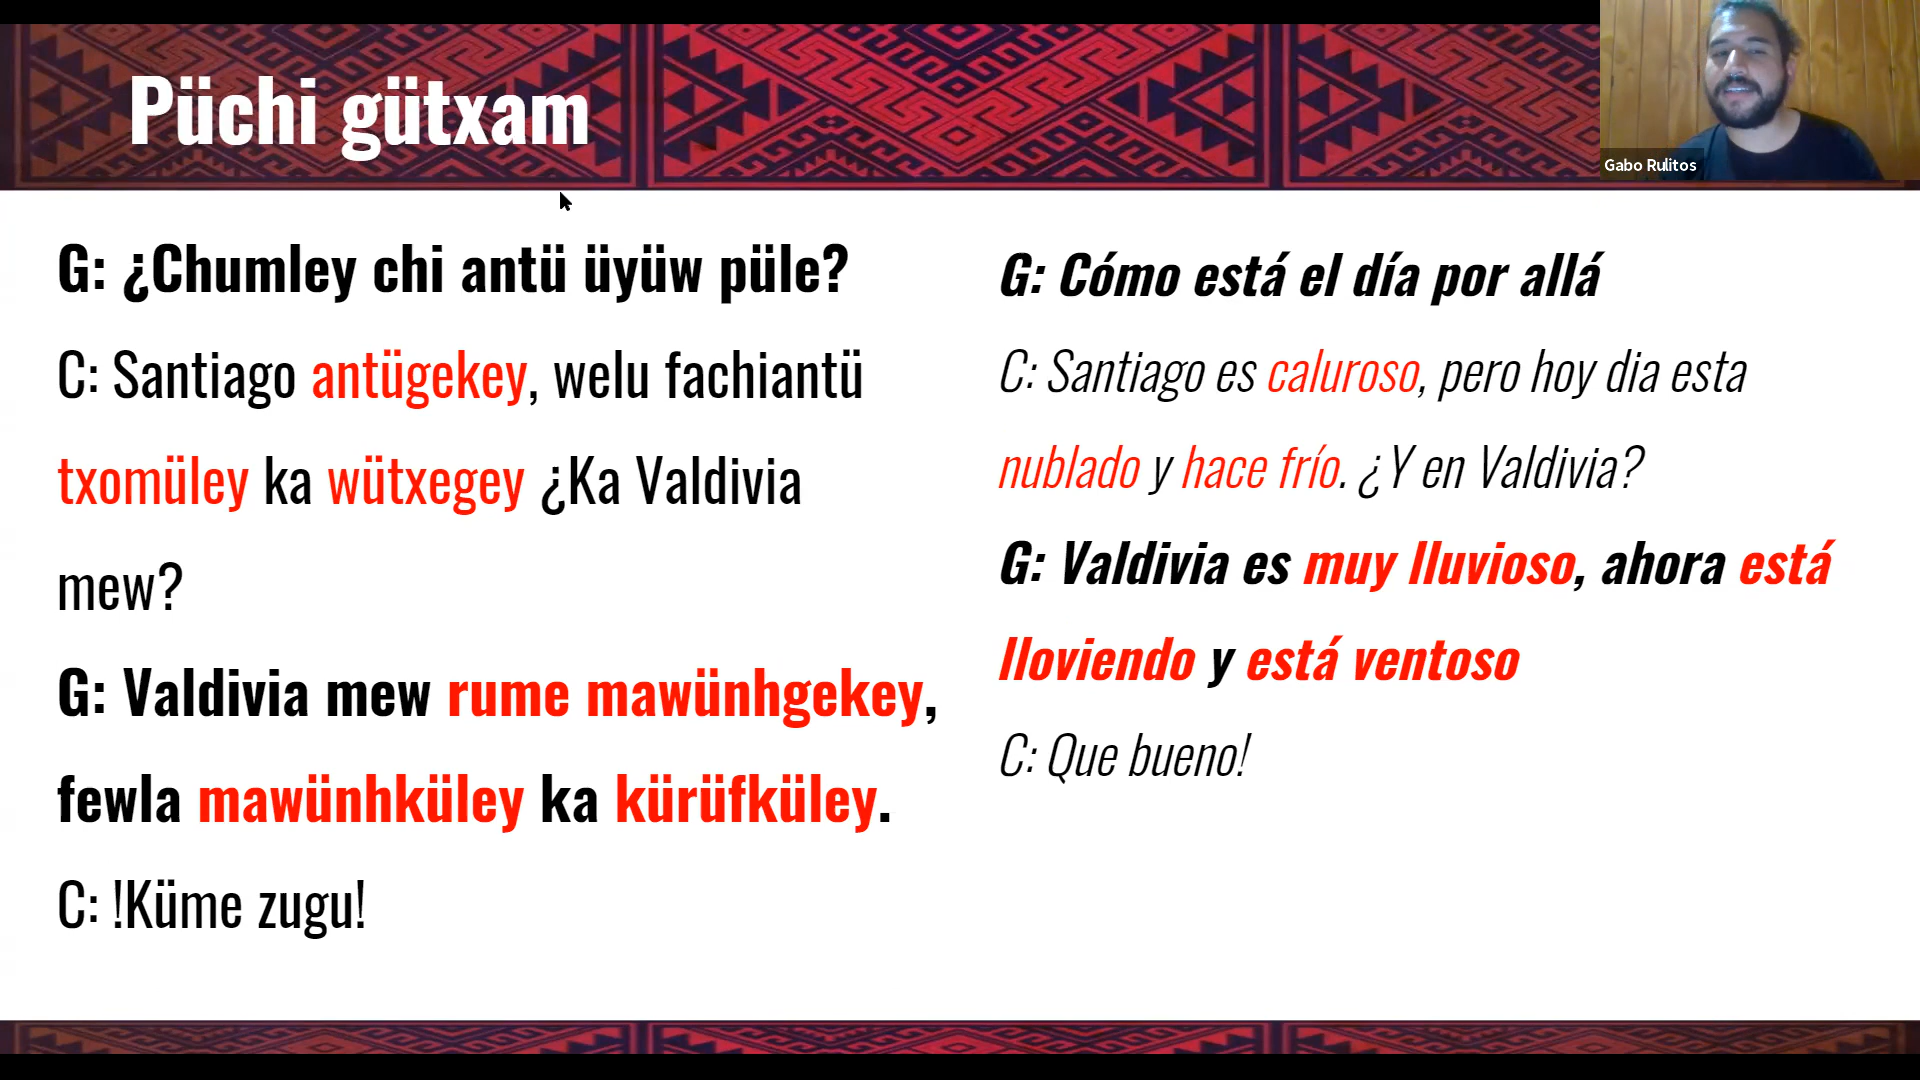 Püchi gütxam
Gabo Rulitos
G: ¿Chumley chi antü üyüw püle?
C: Santiago antügekey, welu fachiantü
txomüley ka wütxegey ¿Ka Valdivia
mew?
G: Valdivia mew rume mawünhgekey,
fewla mawünhküley ka kürüfküley.
C: !Küme zugu!
G: Cómo está el día por allá
C: Santiago es caluroso, pero hoy dia esta
nublado y hace frío. ¿Y en Valdivia?
G: Valdivia es muy lluvioso, ahora está
lloviendo y está ventoso
C: Que bueno!